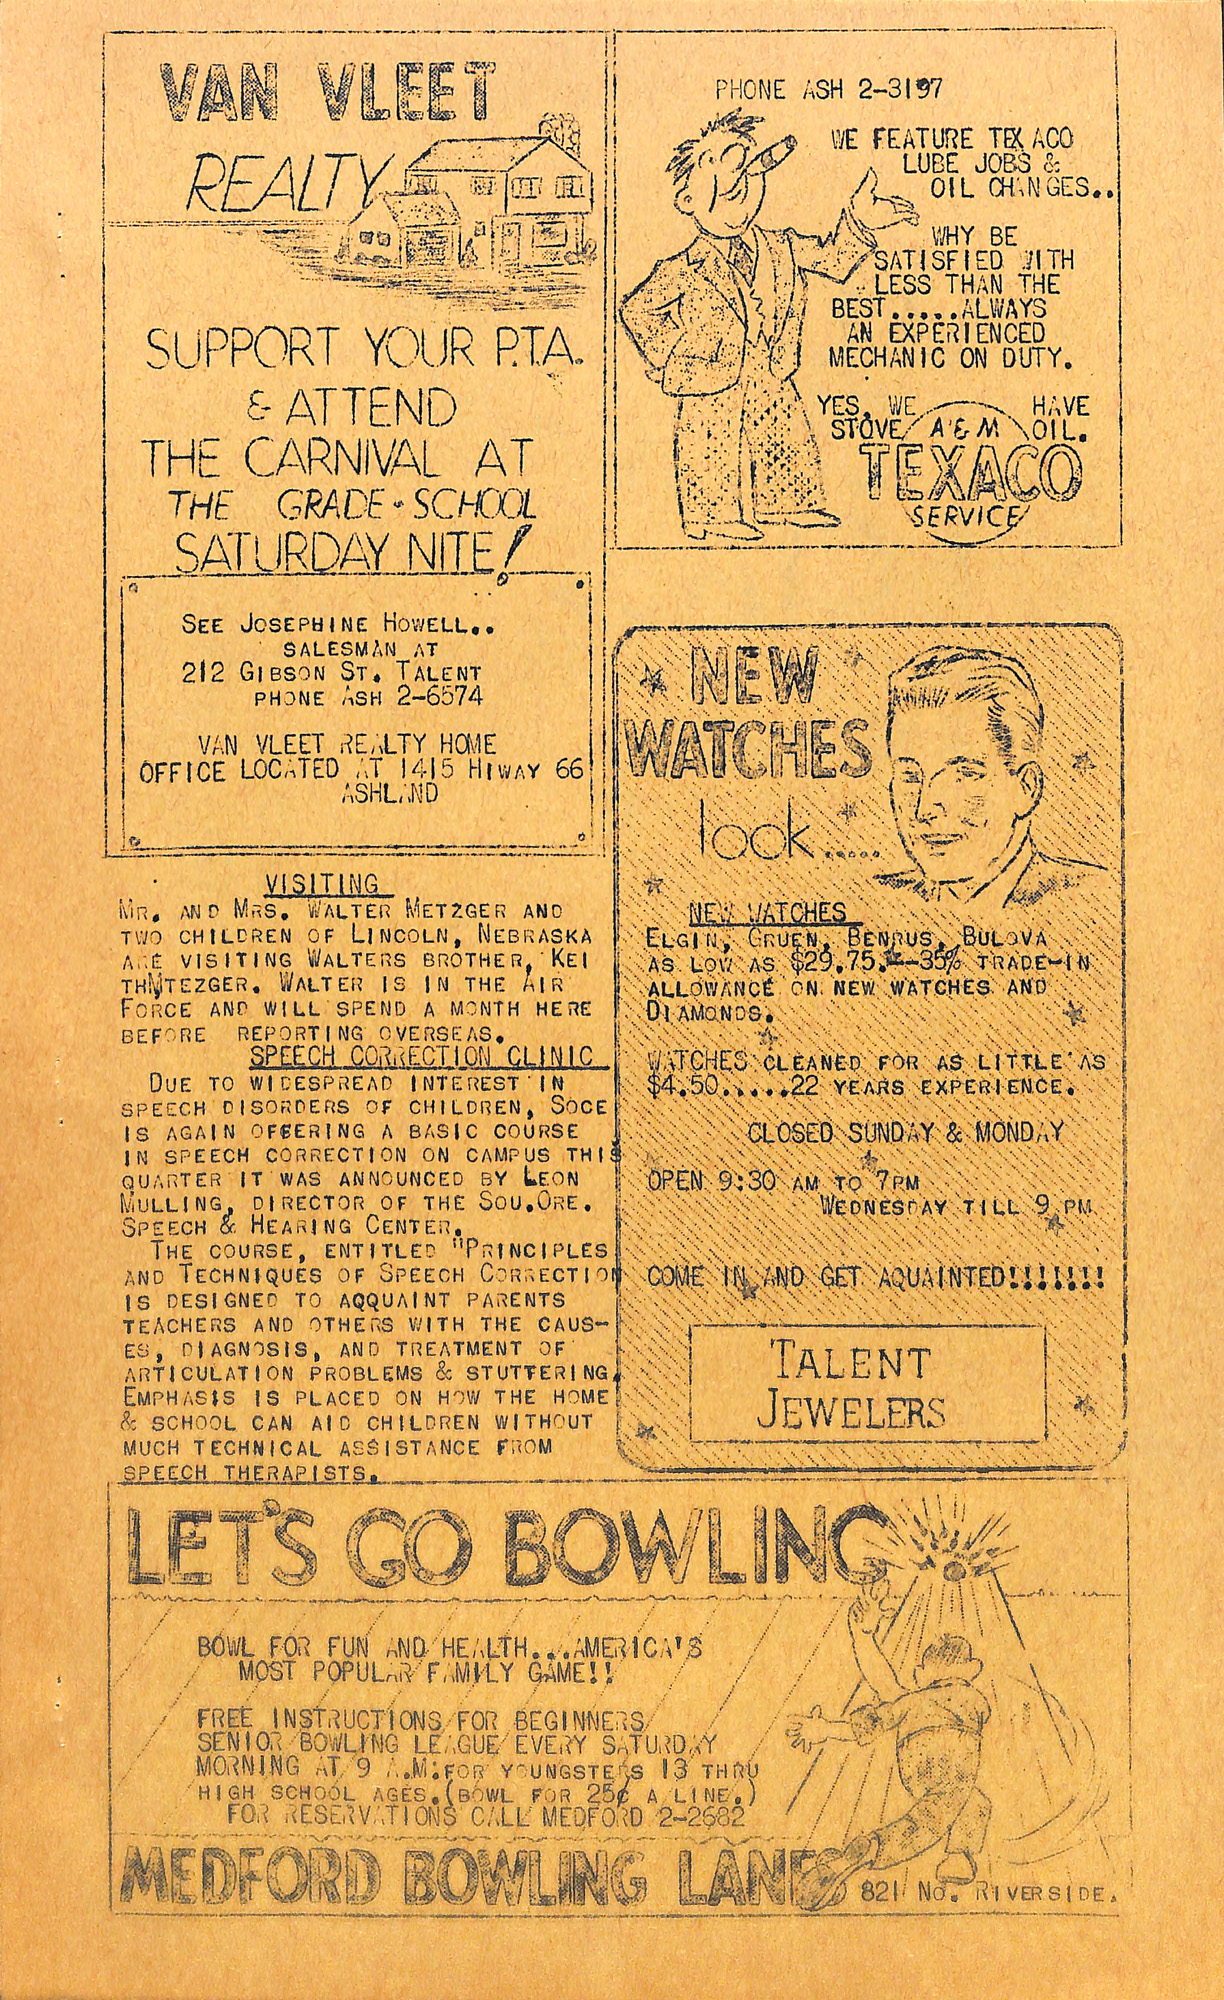 VAN VLEET
REALTY
SUPPORT YOUR P.T.A.
& ATTEND
THE CARNIVAL AT
THE GRADE-SCHOOL
SATURDAY NITE!
SEE JOSEPHINE HOWELL..
SALESMAN AT
212 GIBSON ST. TALENT
PHONE ASH 2-6574
VAN VLEET REALTY HOME
OFFICE LOCATED AT 1415 HIWAY 66
ASHLAND
VISITING
MR. AND MRS. WALTER METZGER AND
TWO CHILDREN OF LINCOLN, NEBRASKA
ARE VISITING WALTERS BROTHER, KEI
THMTEZGER. WALTER IS IN THE AIR
FORCE AND WILL SPEND A MONTH HERE
BEFORE REPORTING OVERSEAS.
SPEECH CORRECTION CLINIC
DUE TO WIDESPREAD INTEREST IN
SPEECH DISORDERS OF CHILDREN, SOCE
IS AGAIN OFFERING A BASIC COURSE
IN SPEECH CORRECTION ON CAMPUS THIS
QUARTER IT WAS ANNOUNCED BY LEON
MULLING, DIRECTOR OF THE SOU.ORE.
SPEECH & HEARING CENTER.
THE COURSE, ENTITLED "PRINCIPLES
AND TECHNIQUES OF SPEECH CORRECTION
IS DESIGNED TO AQQUAINT PARENTS
TEACHERS AND OTHERS WITH THE CAUS-
ES, DIAGNOSIS, AND TREATMENT OF
ARTICULATION PROBLEMS & STUTTERING.
EMPHASIS IS PLACED ON HOW THE HOME
& SCHOOL CAN AID CHILDREN WITHOUT
MUCH TECHNICAL ASSISTANCE FROM
SPEECH THERAPISTS.
PHONE ASH 2-3197
WE FEATURE TEXACO
LUBE JOBS &
OIL CHANGES..
WHY BE
SATISFIED WITH
LESS THAN THE
BEST.....ALWAYS
AN EXPERIENCED
MECHANIC ON DUTY.
YES, WE HAVE
STOVE OIL.
A & M
TEXACO
SERVICE
NEW
WATCHES
look.....
NEW WATCHES
ELGIN, GRUEN, BENRUS, BULOVA
AS LOW AS $29.75.--35% TRADE-IN
ALLOWANCE ON NEW WATCHES AND
DIAMONDS.
WATCHES CLEANED FOR AS LITTLE AS
$4.50.....22 YEARS EXPERIENCE.
CLOSED SUNDAY & MONDAY
OPEN 9:30 AM TO 7PM
WEDNESDAY TILL 9 PM
COME IN AND GET AQUAINTED!!!!!!!
TALENT
JEWELERS
LET'S GO BOWLING
BOWL FOR FUN AND HEALTH...AMERICA'S
MOST POPULAR FAMILY GAME!!
FREE INSTRUCTIONS FOR BEGINNERS
SENIOR BOWLING LEAGUE EVERY SATURDAY
MORNING AT 9 A.M. FOR YOUNGSTERS 13 THRU
HIGH SCHOOL AGES.(BOWL FOR 25¢ A LINE.)
FOR RESERVATIONS CALL MEDFORD 2-2682
MEDFORD BOWLING LANES 821 NO. RIVERSIDE.